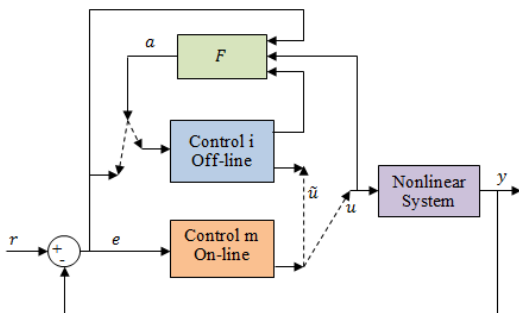 a
F
Control i
Off-line
ũ
u
Nonlinear
System
y
r
+
-
e
Control m
On-line